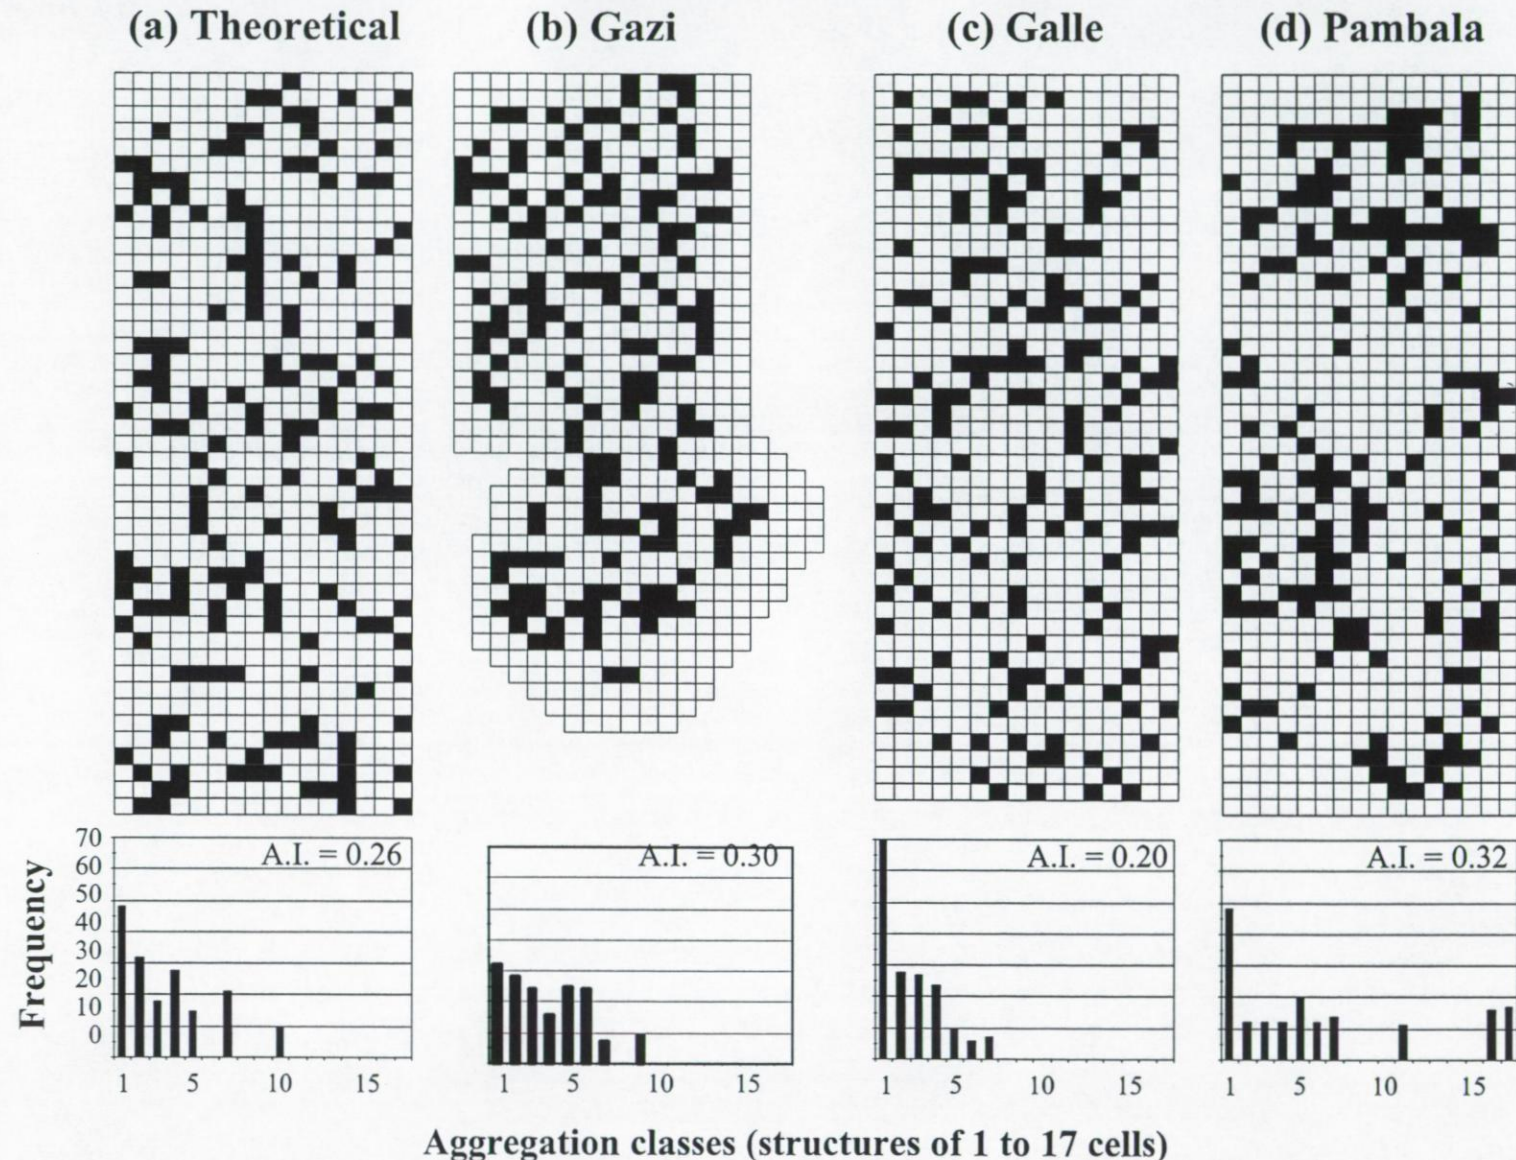 (a) Theoretical (b) Gazi (c) Galle (d) Pambala
70
60
50
40
30
20
10
0
Frequency
A.I. = 0.26 A.I. = 0.30 A.I. = 0.20 A.I. = 0.32
1 5 10 15 1 5 10 15 1 5 10 15 1 5 10 15
Aggregation classes (structures of 1 to 17 cells)